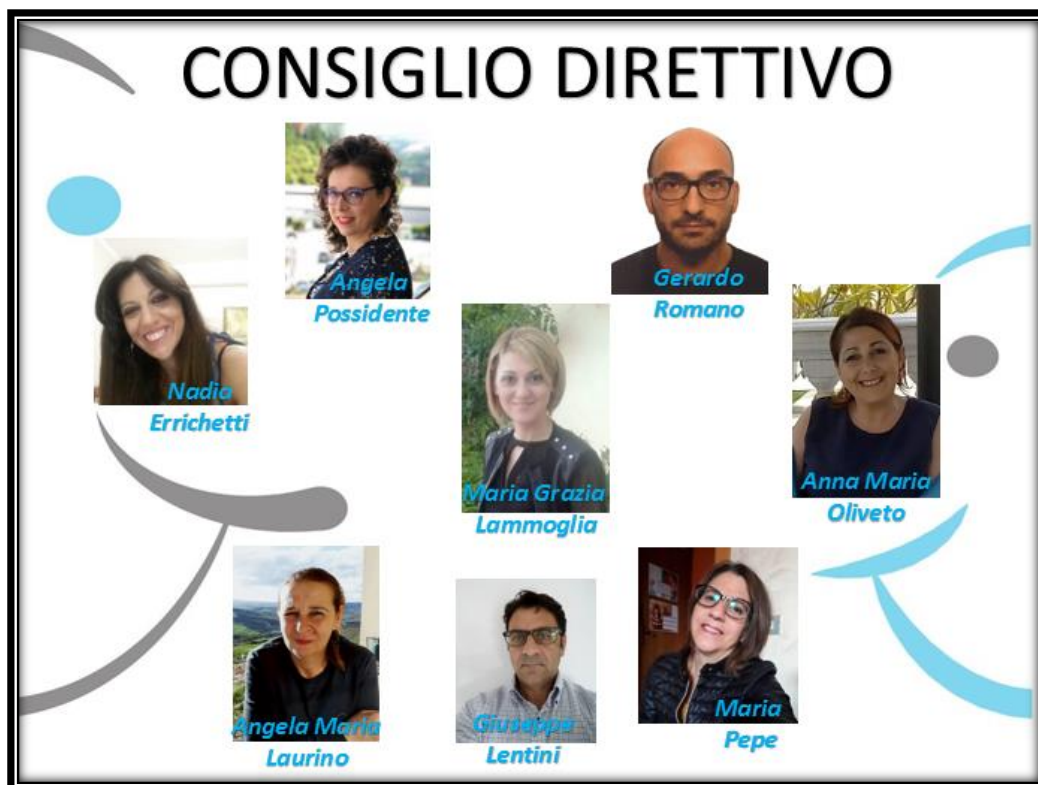 CONSIGLIO DIRETTIVO
Angela
Possidente
Gerardo
Romano
Nadia
Errichetti
Maria Grazia
Lammoglia
Anna Maria
Oliveto
Angela Maria
Laurino
Giuseppe
Lentini
Maria
Pepe